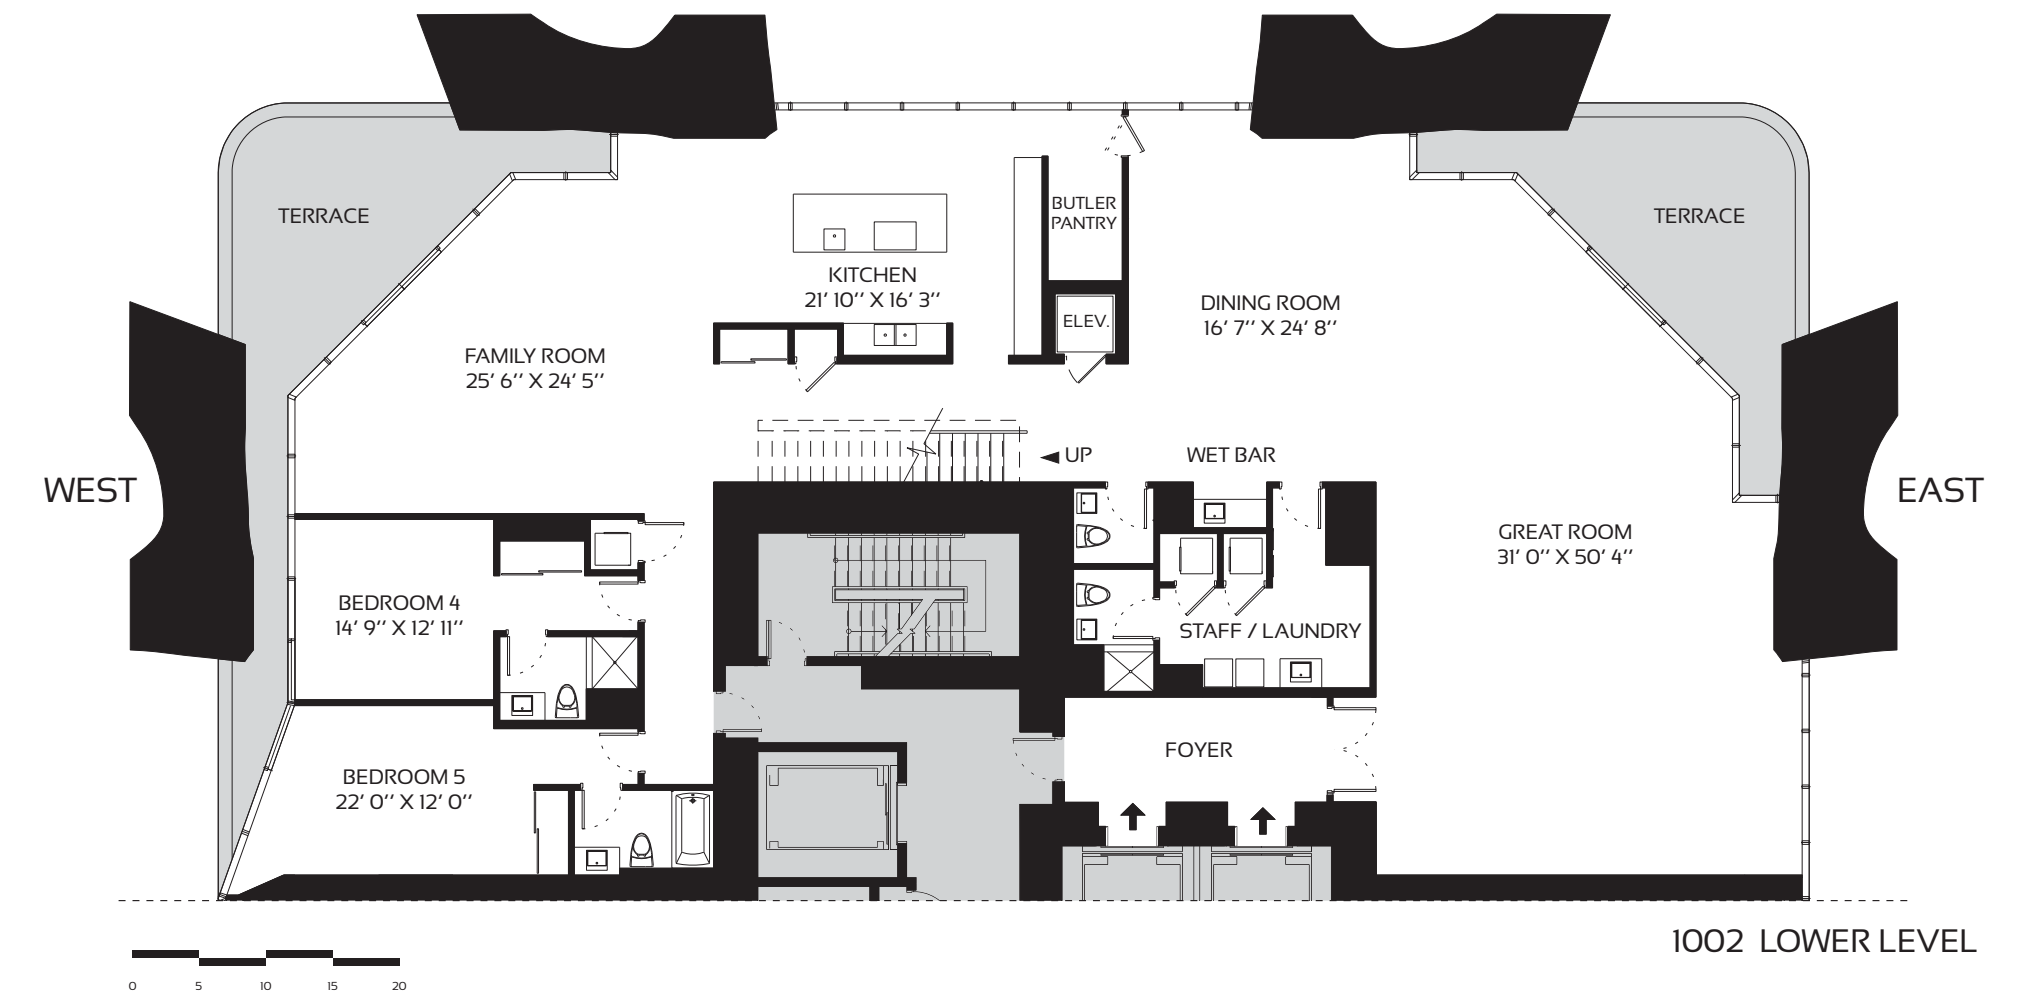 TERRACE
BUTLER
PANTRY
TERRACE
KITCHEN
21' 10'' X 16' 3''
ELEV.
DINING ROOM
16' 7'' X 24' 8''
FAMILY ROOM
25' 6'' X 24' 5''
UP
WET BAR
WEST
EAST
GREAT ROOM
31' 0'' X 50' 4''
BEDROOM 4
14' 9'' X 12' 11''
STAFF / LAUNDRY
FOYER
BEDROOM 5
22' 0'' X 12' 0''
1002 LOWER LEVEL
0 5 10 15 20